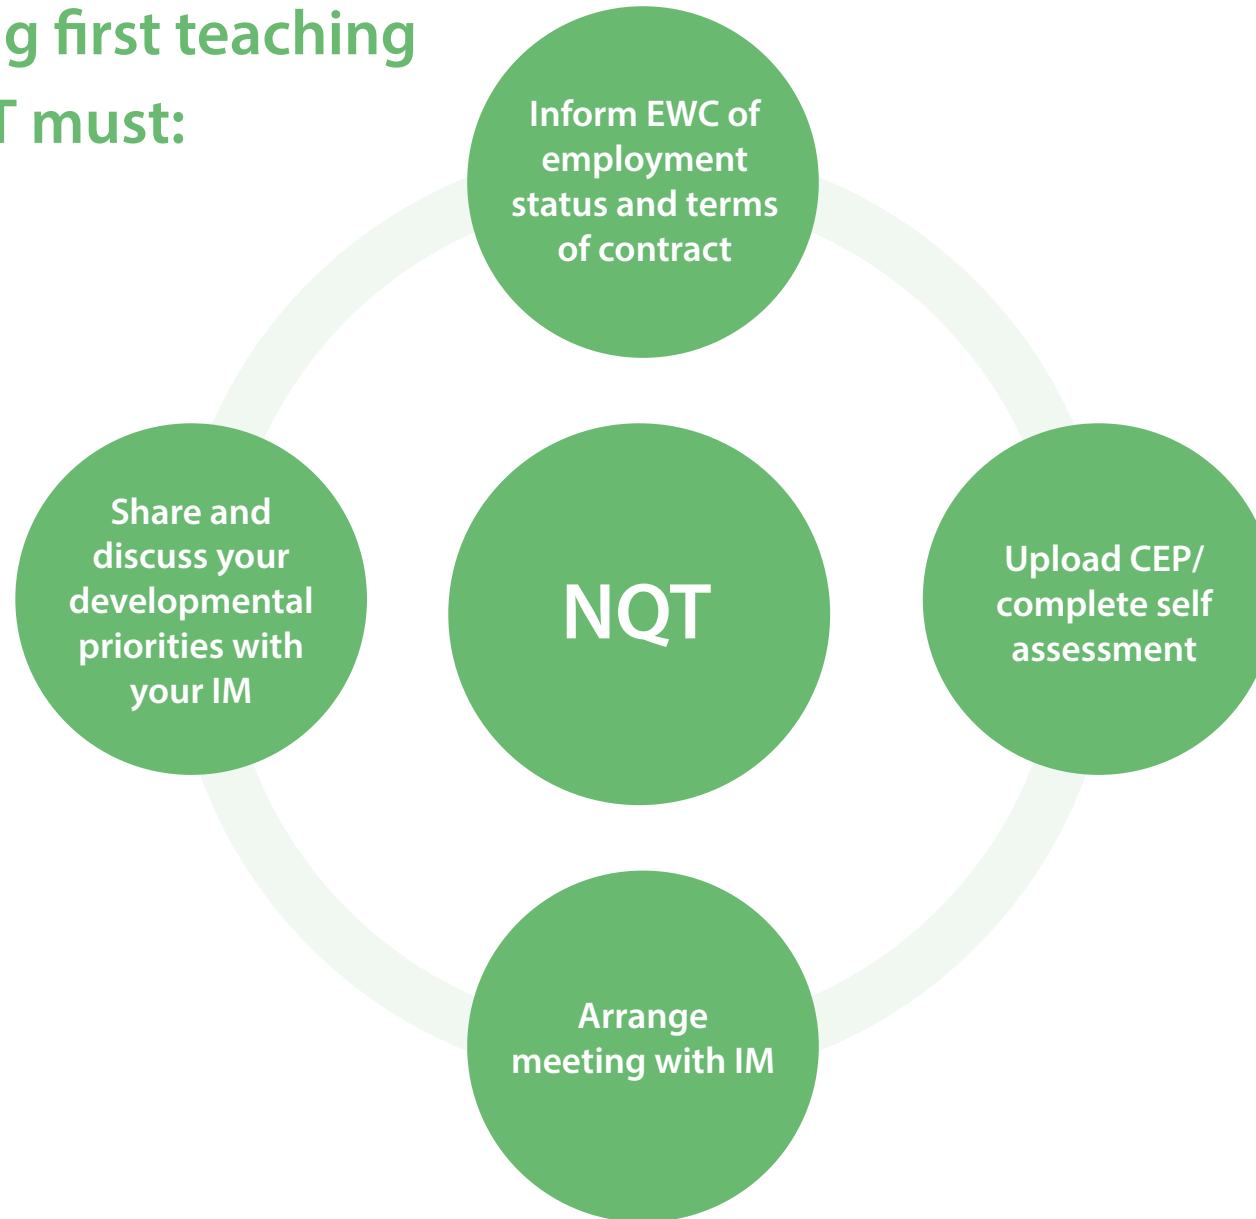 g first teaching
T must:
Inform EWC of
employment
status and terms
of contract
Share and
discuss your
developmental
priorities with
your IM
NQT
Upload CEP/
complete self
assessment
Arrange
meeting with IM